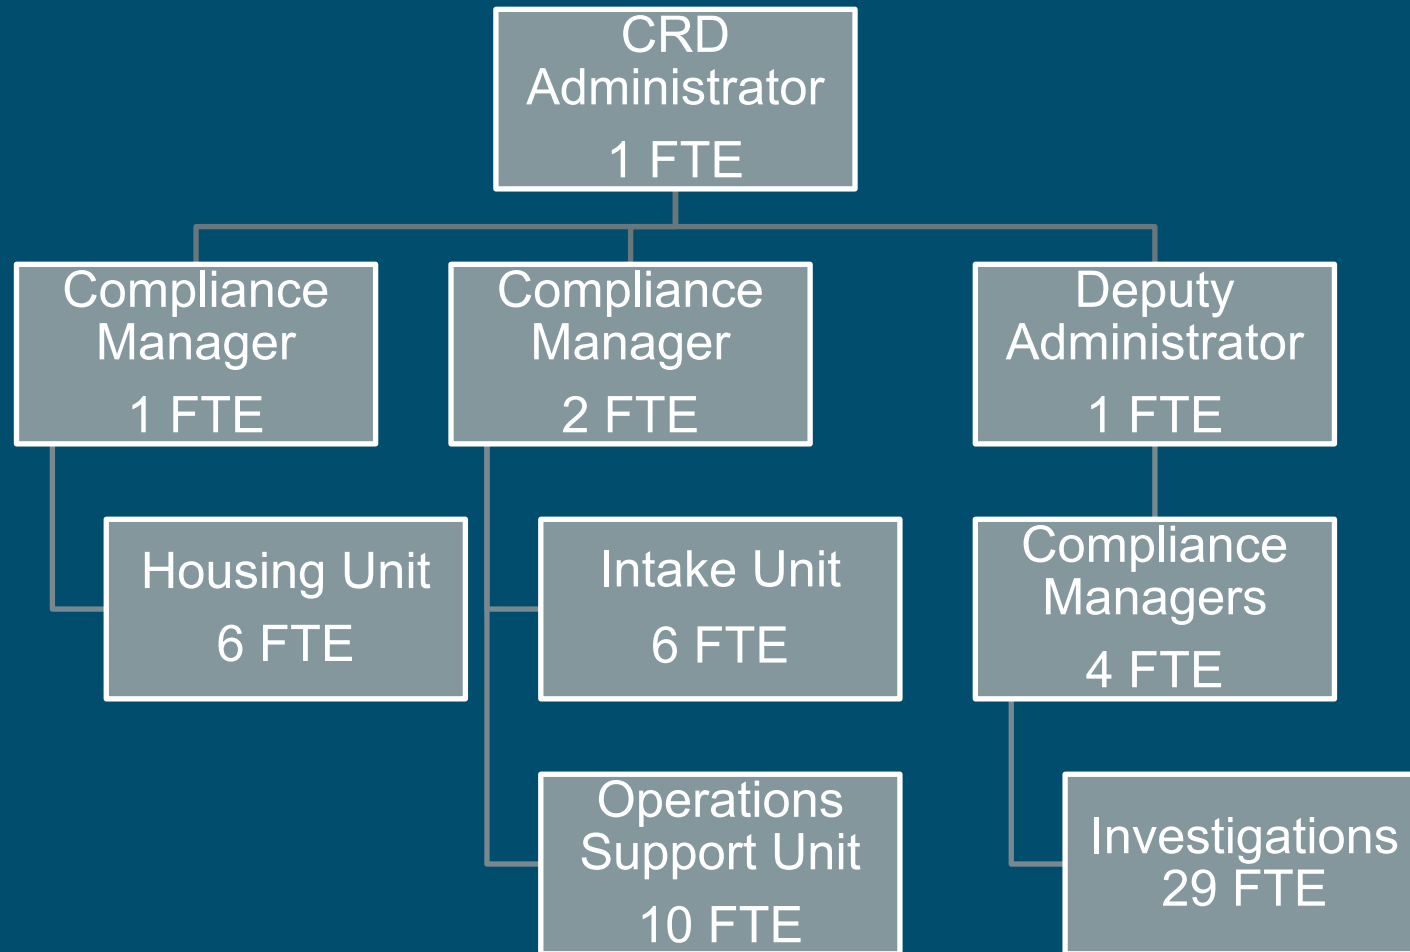 CRD
Administrator
1 FTE
Compliance
Manager
1 FTE
Compliance
Manager
2 FTE
Deputy
Administrator
1 FTE
Housing Unit
6 FTE
Intake Unit
6 FTE
Compliance
Managers
4 FTE
Operations
Support Unit
10 FTE
Investigations
29 FTE